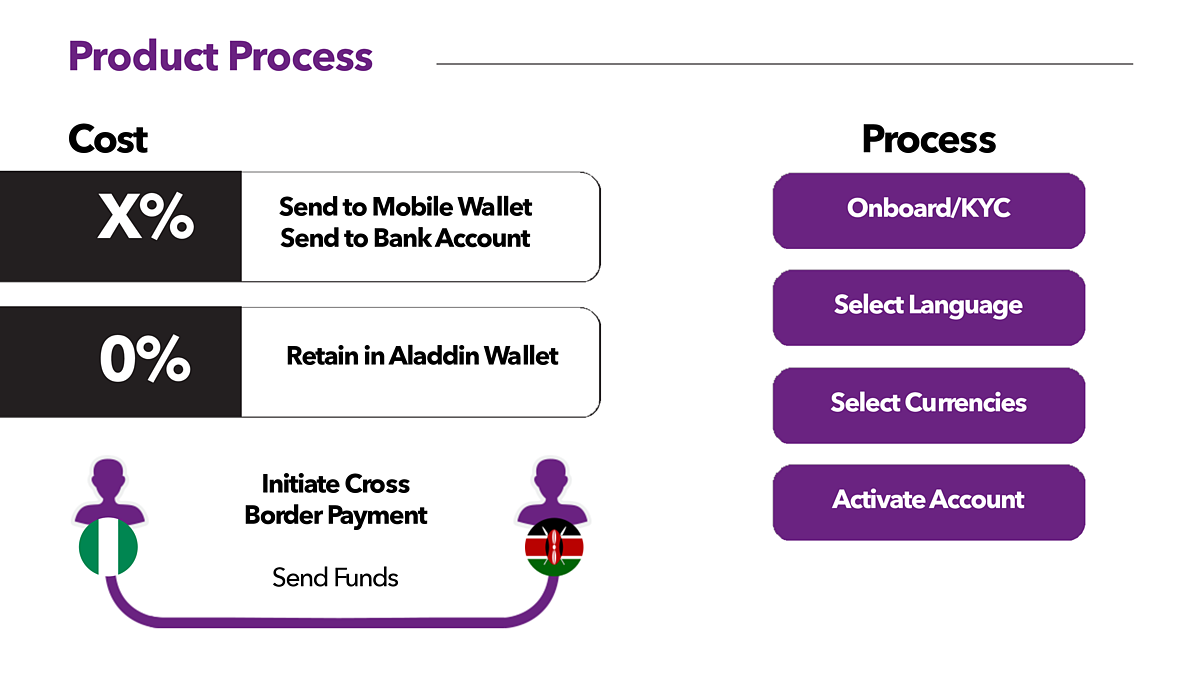 Product Process
Cost
X%
Send to Mobile Wallet
Send to Bank Account
0%
Retain in Aladdin Wallet
Initiate Cross
Border Payment
Send Funds
Process
Onboard/KYC
Select Language
Select Currencies
Activate Account